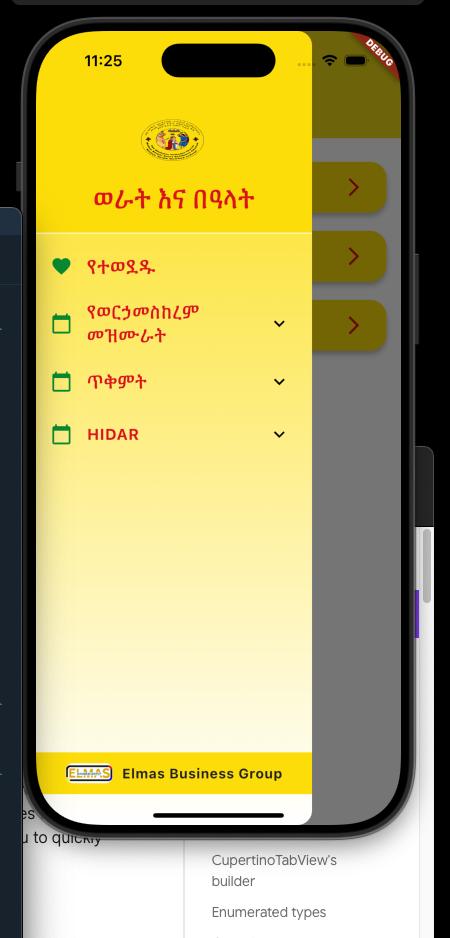 11:25
DEBUG
ወራት እና በዓላት
የተወደዱ
የወርኃመስከረም
መዝሙራት
ጥቅምት
HIDAR
ELMAS
Elmas Business Group
u to quickly
CupertinoTabView's
builder
Enumerated types